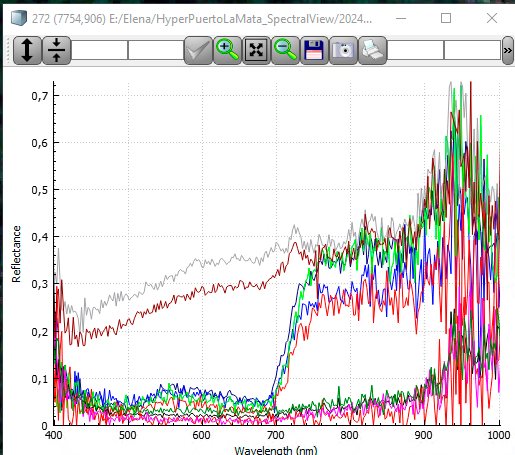 272 (7754,906) E:/Elena/HyperPuertoLaMata_SpectralView/2024...
»
0,7
0,6
0,5
0,4
0,3
0,2
0,1
0
Reflectance
400 500 600 700 800 900 1000
Wavelength (nm)